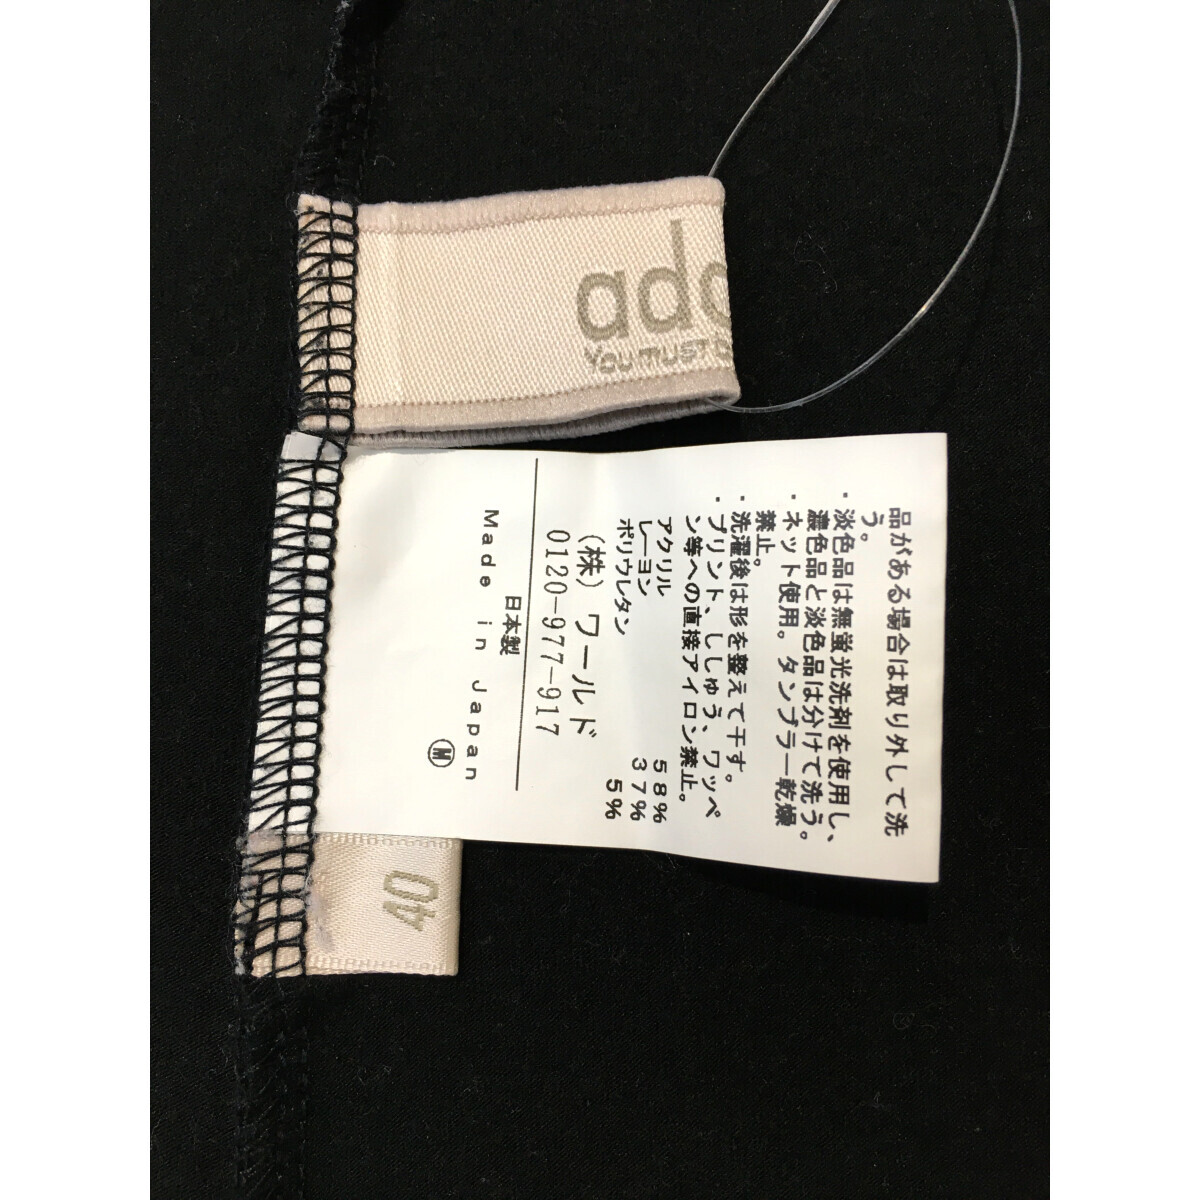 ado
YOU MUST B
品がある場合は取り外して洗
う。
・淡色品は無蛍光洗剤を使用し、
濃色品と淡色品は分けて洗う。
・ネット使用。タンブラー乾燥
禁止。
・洗濯後は形を整えて干す。
・プリント、ししゅう、ワッペ
ン等への直接アイロン禁止。
アクリル 58%
レーヨン 37%
ポリウレタン 5%
(株)ワールド
0120-977-917
日本製
Made in Japan
M
40